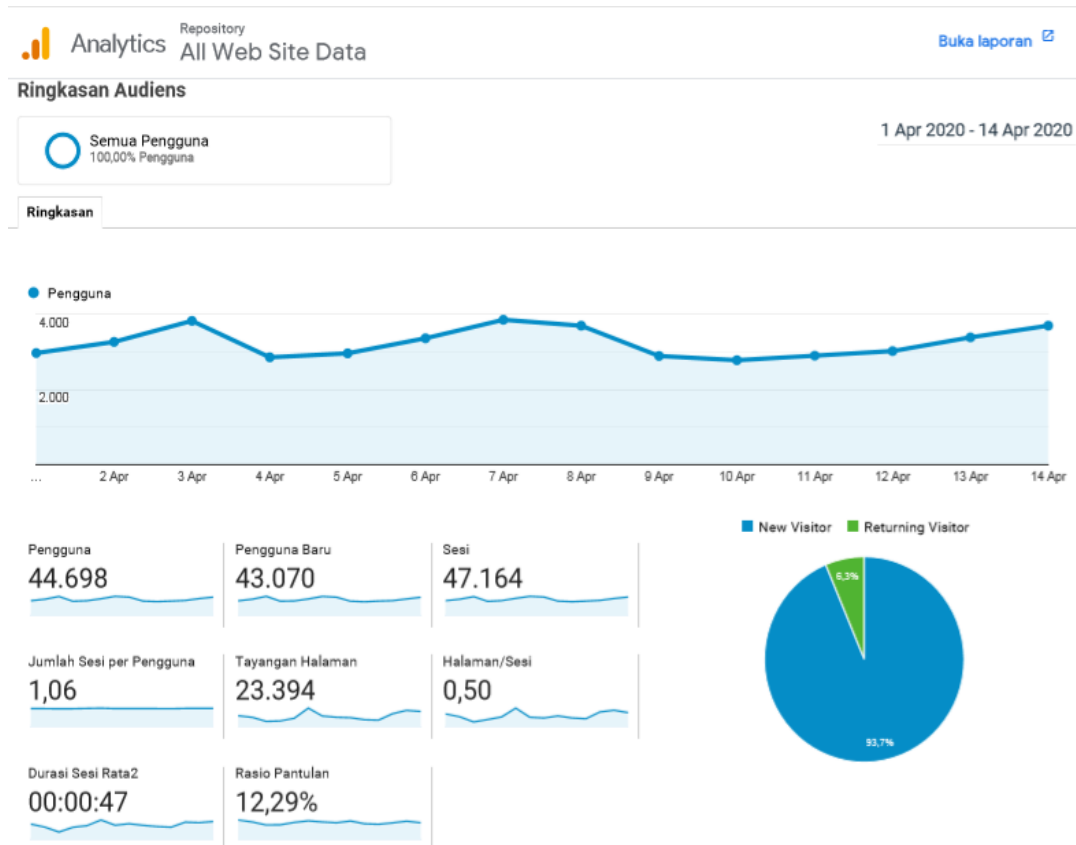 Analytics
Repository
All Web Site Data
Buka laporan
Ringkasan Audiens
Semua Pengguna
100,00% Pengguna
1 Apr 2020 - 14 Apr 2020
Ringkasan
Pengguna
4.000
2.000
...
2 Apr
3 Apr
4 Apr
5 Apr
6 Apr
7 Apr
8 Apr
9 Apr
10 Apr
11 Apr
12 Apr
13 Apr
14 Apr
New Visitor
Returning Visitor
Pengguna
44.698
Pengguna Baru
43.070
Sesi
47.164
Jumlah Sesi per Pengguna
1,06
Tayangan Halaman
23.394
Halaman/Sesi
0,50
Durasi Sesi Rata2
00:00:47
Rasio Pantulan
12,29%
6,3%
93,7%